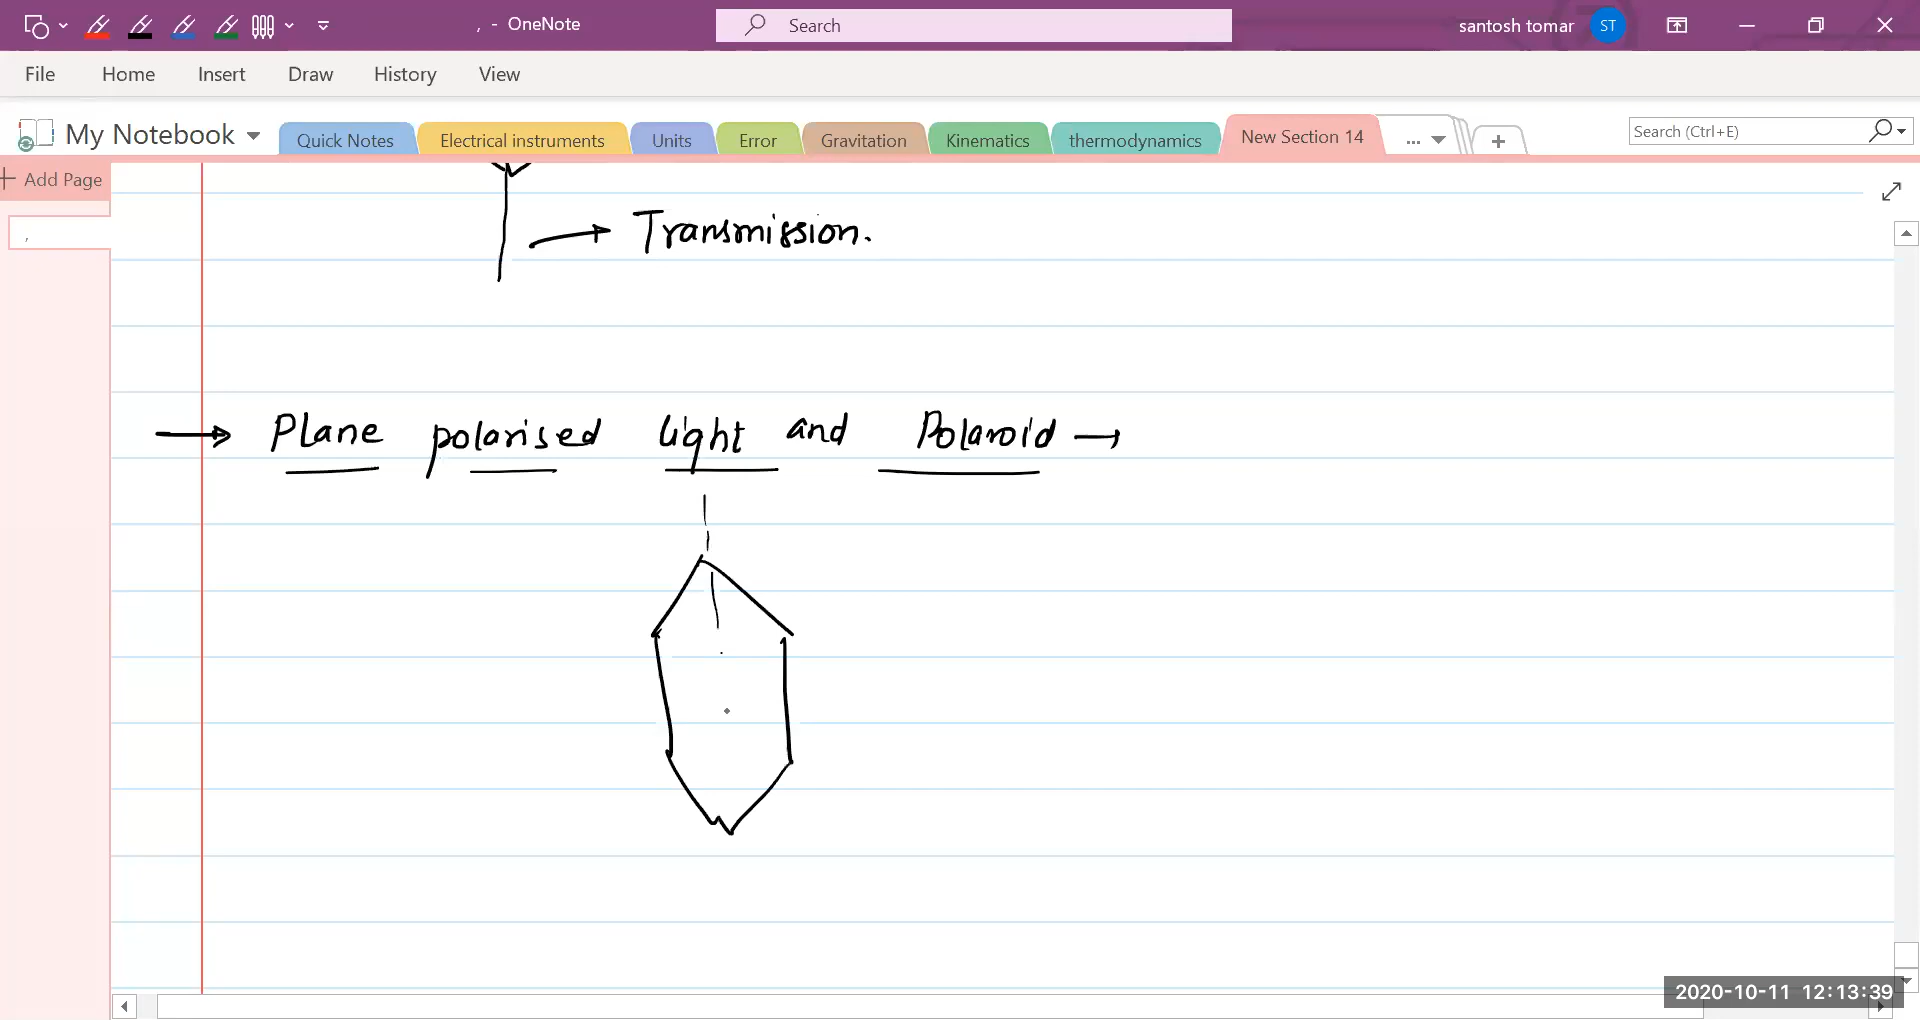 , - OneNote
Search
santosh tomar
ST
File Home Insert Draw History View
My Notebook
Quick Notes
Electrical instruments
Units
Error
Gravitation
Kinematics
thermodynamics
New Section 14
...
+
Search (Ctrl+E)
+ Add Page
,
→ Transmission.
→ Plane polarised light and Polaroid →
2020-10-11 12:13:39